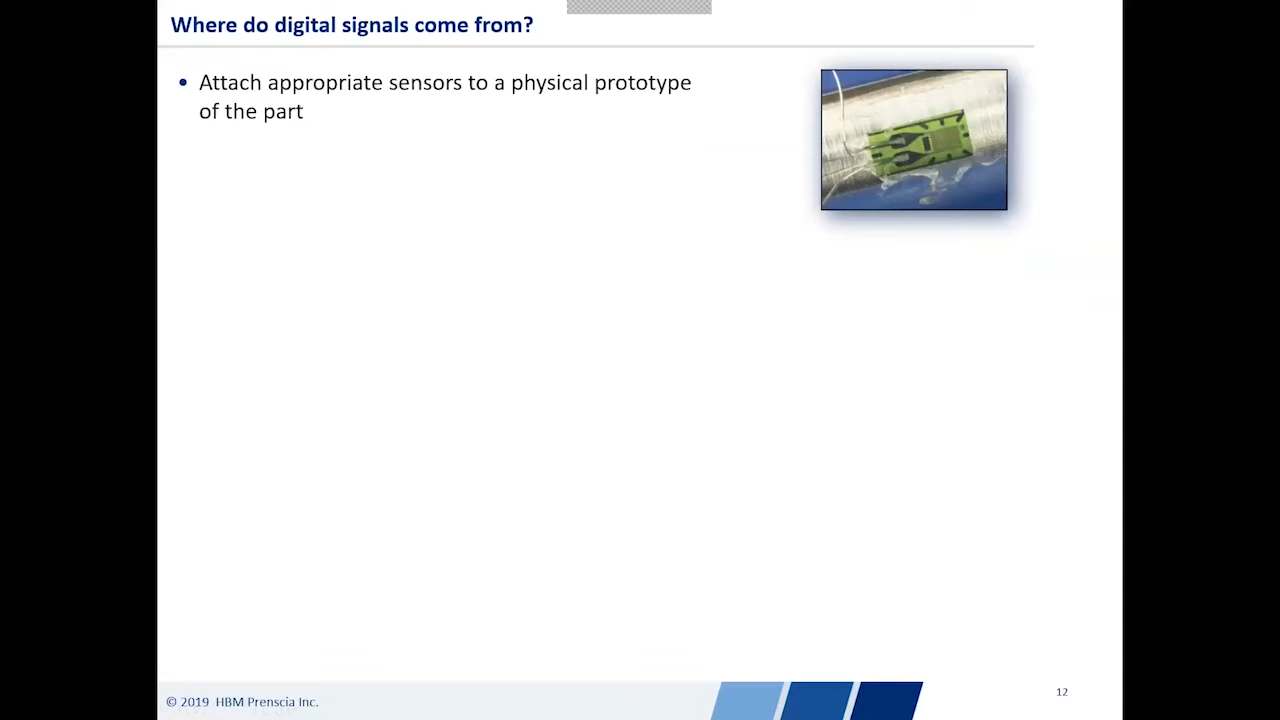 Where do digital signals come from?
• Attach appropriate sensors to a physical prototype
of the part
© 2019 HBM Prenscia Inc.
12